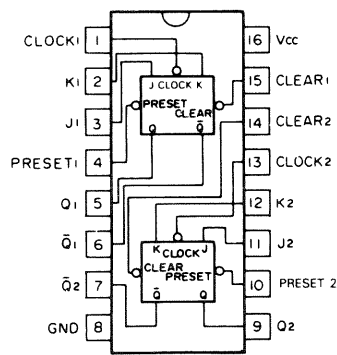 CLOCK1 1 16 Vcc
K1 2 15 CLEAR1
J1 3 14 CLEAR2
PRESET1 4 13 CLOCK2
Q1 5 12 K2
Q̄1 6 11 J2
Q̄2 7 10 PRESET 2
GND 8 9 Q2
J CLOCK K
PRESET
CLEAR
Q Q̄
K CLOCK J
CLEAR
PRESET
Q̄ Q